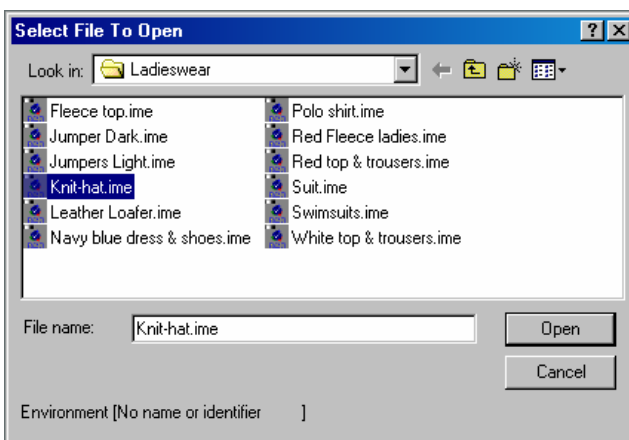 Select File To Open
Look in: Ladieswear
Fleece top.ime
Jumper Dark.ime
Jumpers Light.ime
Knit-hat.ime
Leather Loafer.ime
Navy blue dress & shoes.ime
Polo shirt.ime
Red Fleece ladies.ime
Red top & trousers.ime
Suit.ime
Swimsuits.ime
White top & trousers.ime
File name: Knit-hat.ime
Open
Cancel
Environment [No name or identifier ]